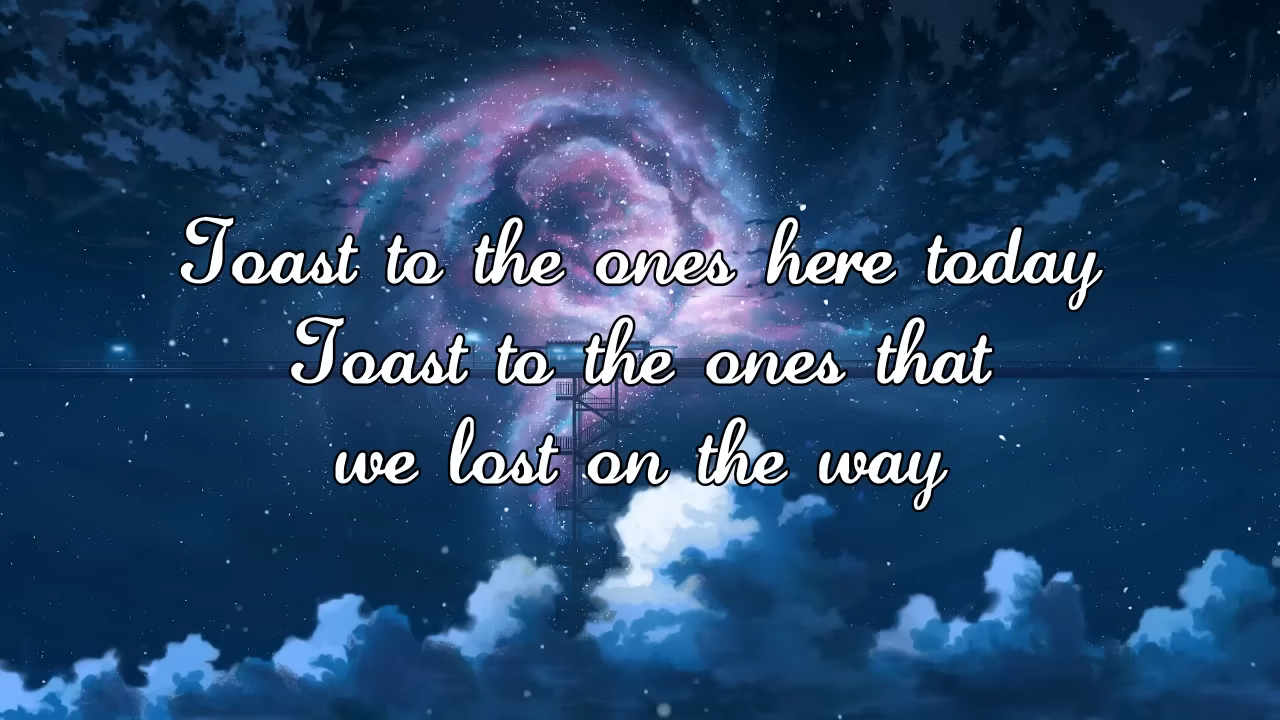 Toast to the ones here today
Toast to the ones that
we lost on the way